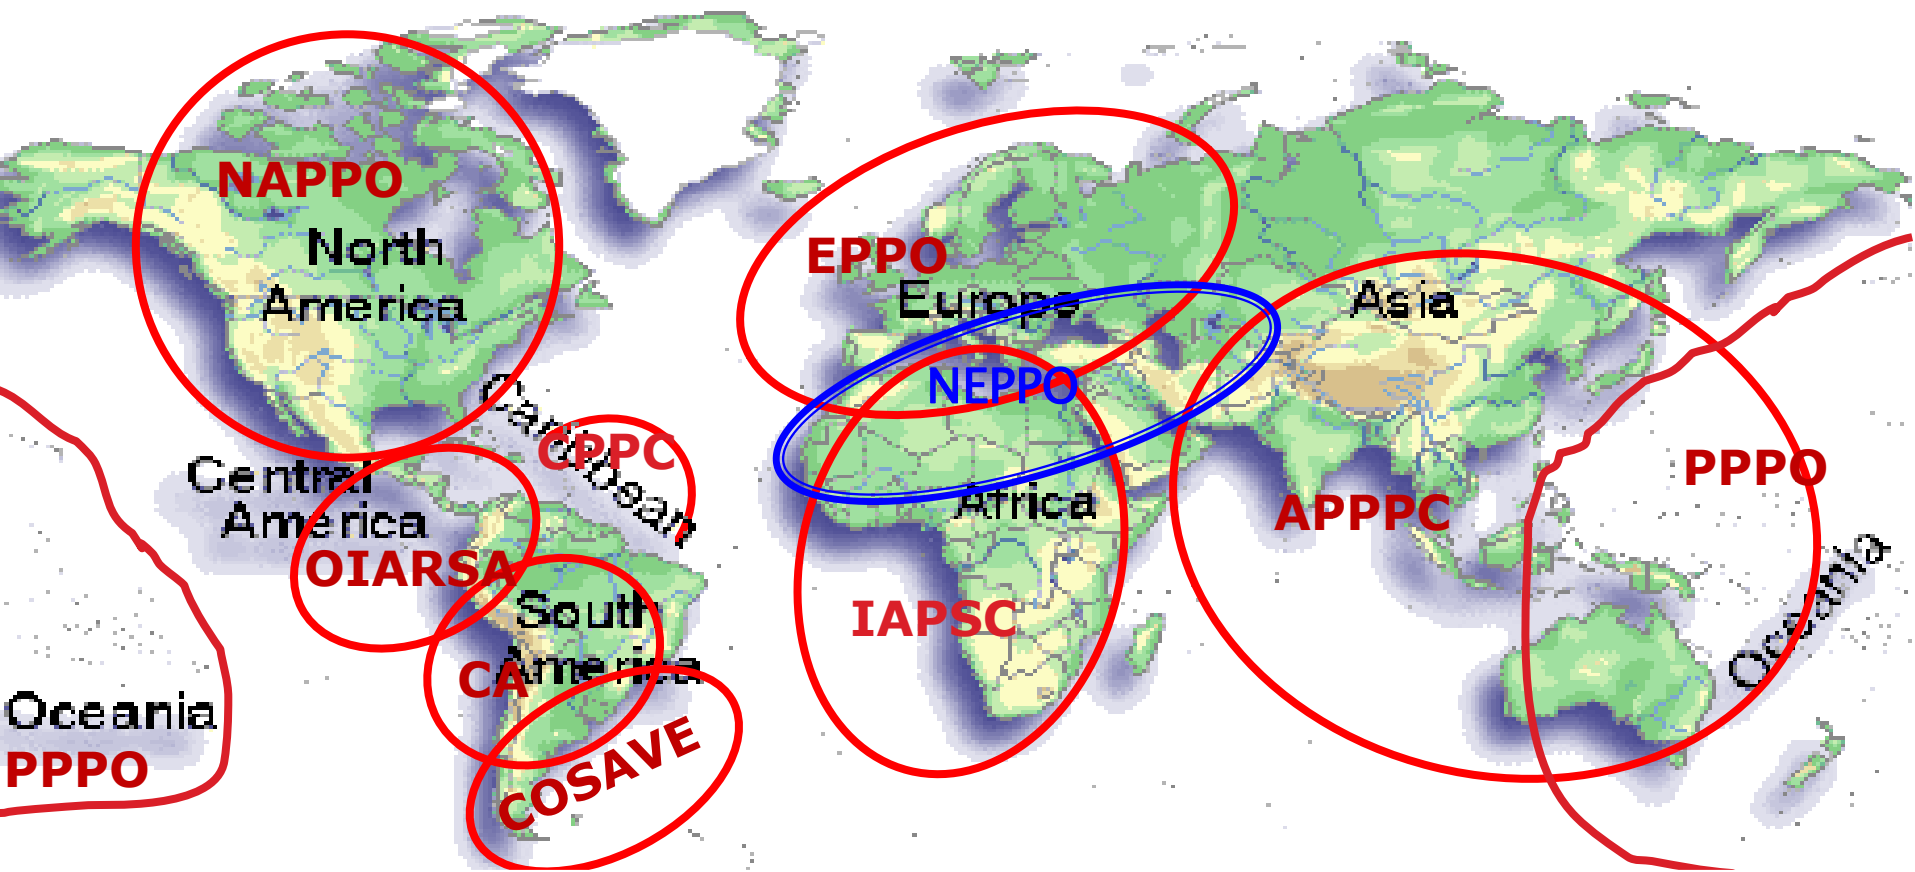 NAPPO
North
America
EPPO
Europe
Asia
NEPPO
Caribbean
CPPC
Central
America
OIARSA
Africa
APPPC
PPPO
Oceania
South
America
CA
IAPSC
COSAVE
Oceania
PPPO